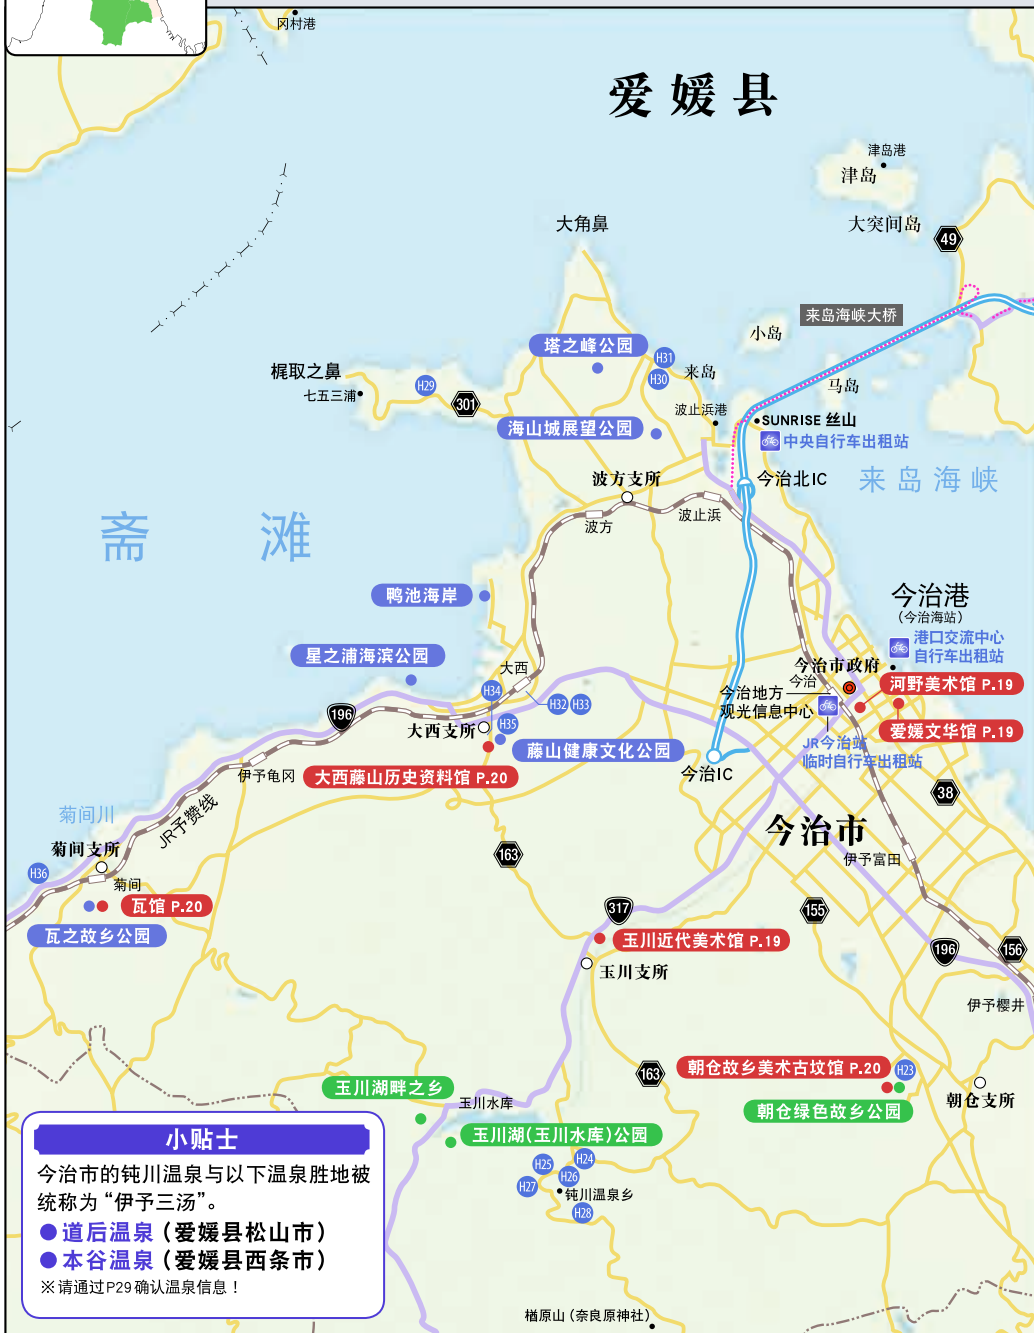 冈村港
爱媛县
津岛港
津岛
大突间岛
大角鼻
49
来岛海峡大桥
小岛
塔之峰公园
H31
H30
来岛
马岛
梶取之鼻
七五三浦
H29
301
波止浜港
SUNRISE 丝山
海山城展望公园
中央自行车出租站
波方支所
今治北IC
来岛海峡
斋滩
波方
波止浜
鸭池海岸
今治港
（今治海站）
港口交流中心
自行车出租站
星之浦海滨公园
大西
今治市政府
今治
H34
H32
H33
今治地方
观光信息中心
河野美术馆 P.19
196
大西支所
H35
爱媛文华馆 P.19
藤山健康文化公园
JR今治站
临时自行车出租站
伊予龟冈
大西藤山历史资料馆 P.20
今治IC
38
菊间川
JR予赞线
今治市
菊间支所
163
伊予富田
H36
菊间
瓦馆 P.20
317
155
瓦之故乡公园
玉川近代美术馆 P.19
196
156
玉川支所
伊予樱井
朝仓故乡美术古坟馆 P.20
H23
163
玉川湖畔之乡
玉川水库
朝仓支所
朝仓绿色故乡公园
玉川湖（玉川水库）公园
H25
H24
H26
H27
钝川温泉乡
H28
小贴士
今治市的钝川温泉与以下温泉胜地被
统称为“伊予三汤”。
●道后温泉（爱媛县松山市）
●本谷温泉（爱媛县西条市）
※请通过P29确认温泉信息！
楢原山（奈良原神社）